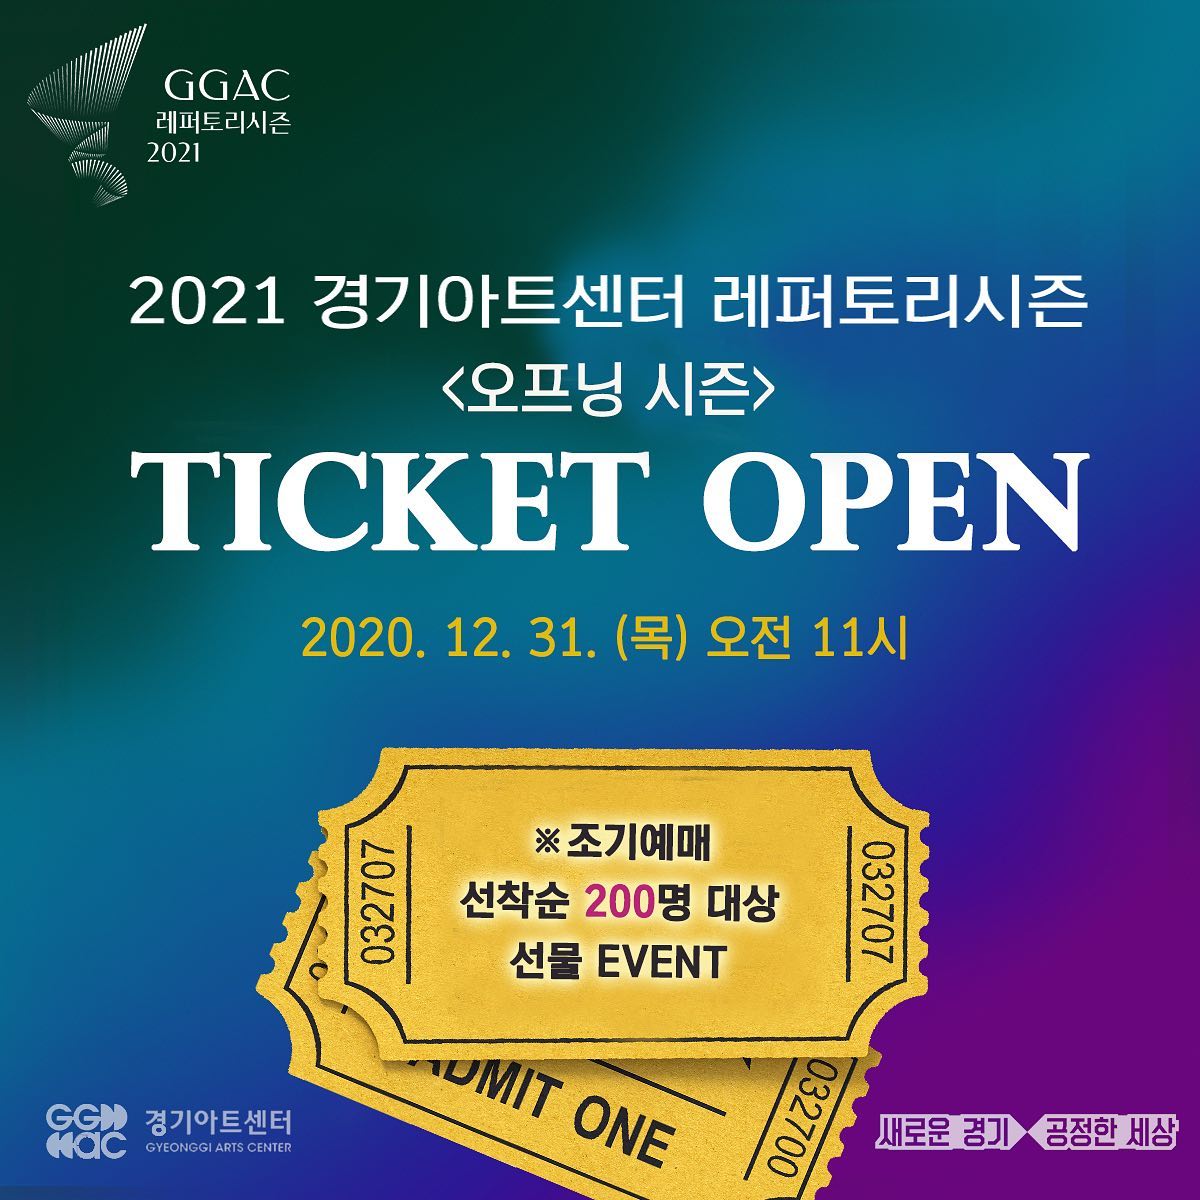 GGAC
레퍼토리시즌
2021
2021 경기아트센터 레퍼토리시즌
<오프닝 시즌>
TICKET OPEN
2020. 12. 31. (목) 오전 11시
※조기예매
선착순 200명 대상
선물 EVENT
032707
032707
ADMIT ONE
032700
GGAC
경기아트센터
GYEONGGI ARTS CENTER
새로운 경기 공정한 세상